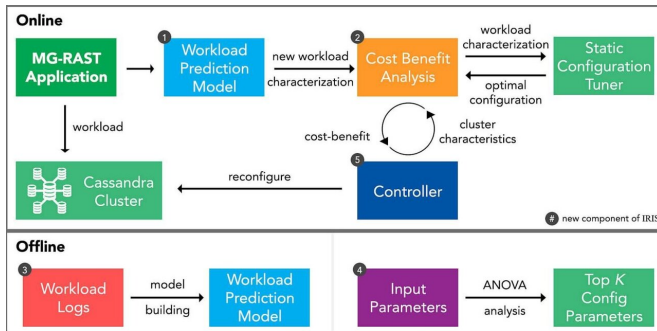 Online
MG-RAST
Application
1
Workload
Prediction
Model
new workload
characterization
2
Cost Benefit
Analysis
workload
characterization
optimal
configuration
Static
Configuration
Tuner
workload
cost-benefit
cluster
characteristics
Cassandra
Cluster
reconfigure
5
Controller
# new component of IRIS
Offline
3
Workload
Logs
model
building
Workload
Prediction
Model
4
Input
Parameters
ANOVA
analysis
Top K
Config
Parameters